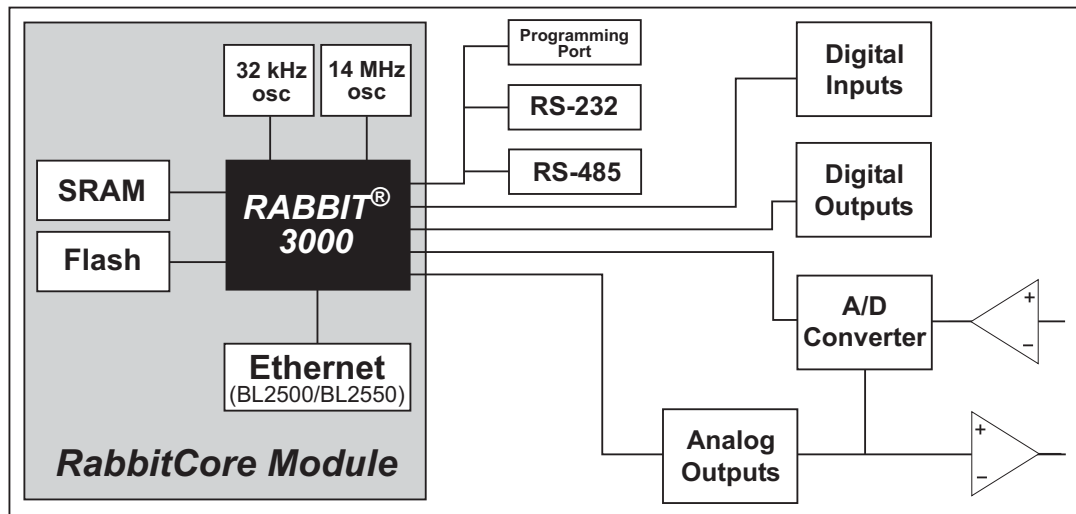 32 kHz
osc
14 MHz
osc
Programming
Port
RS-232
RS-485
Digital
Inputs
Digital
Outputs
SRAM
Flash
RABBIT®
3000
Ethernet
(BL2500/BL2550)
RabbitCore Module
A/D
Converter
+
–
Analog
Outputs
+
–